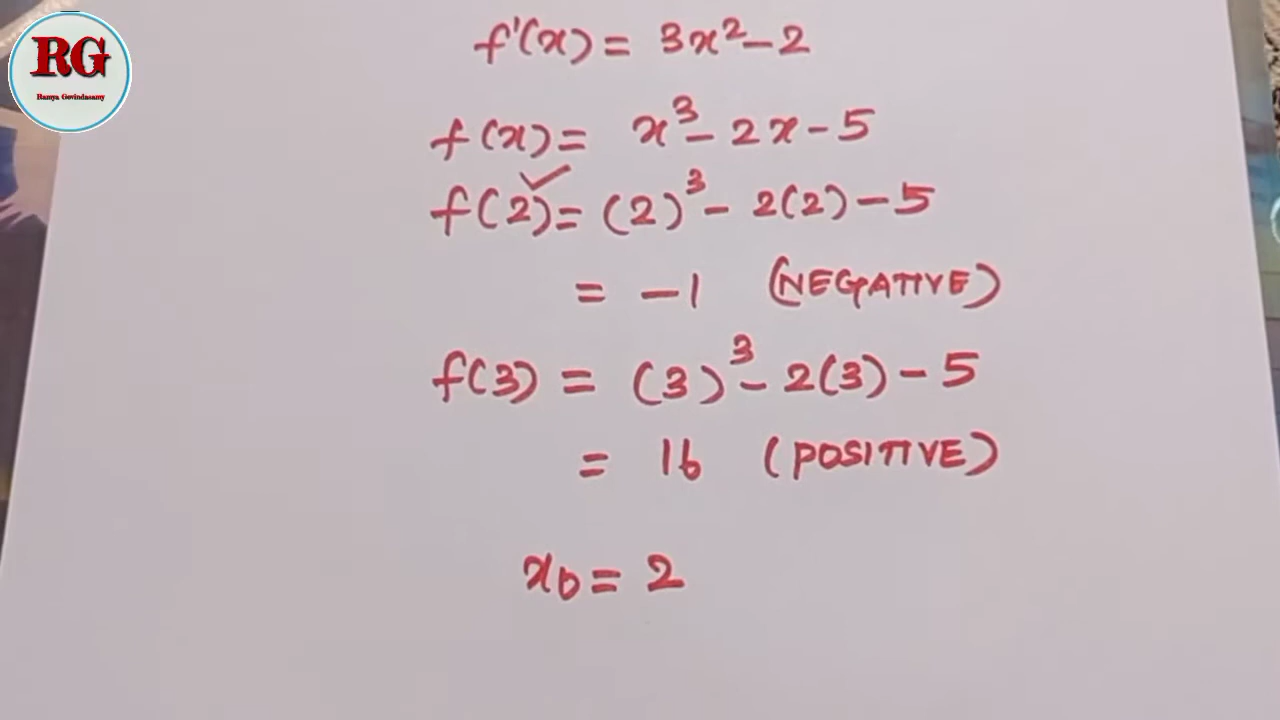 RG
Ramya Govindasamy
f'(x) = 3x² - 2
f(x) = x³ - 2x - 5
f(2) = (2)³ - 2(2) - 5
= -1 (NEGATIVE)
f(3) = (3)³ - 2(3) - 5
= 16 (POSITIVE)
x₀ = 2